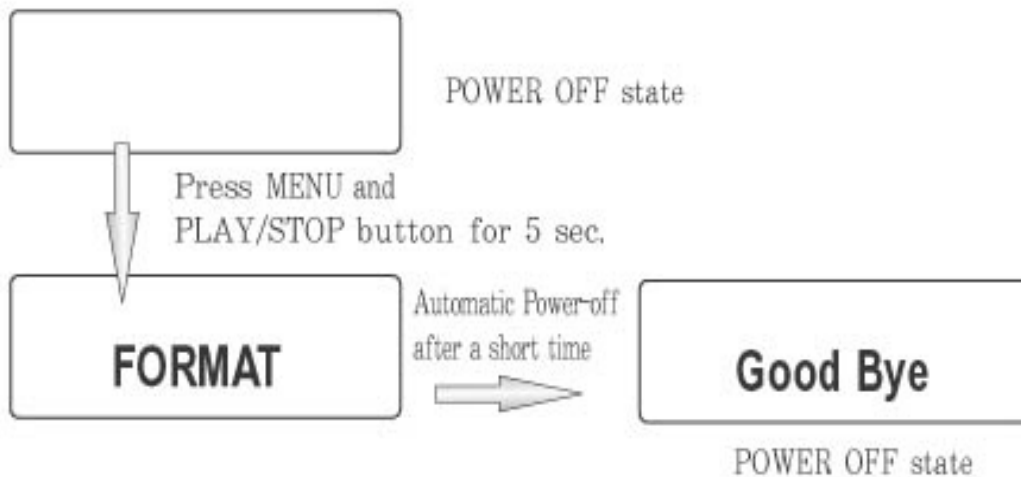 POWER OFF state
Press MENU and
PLAY/STOP button for 5 sec.
FORMAT
Automatic Power-off
after a short time
Good Bye
POWER OFF state